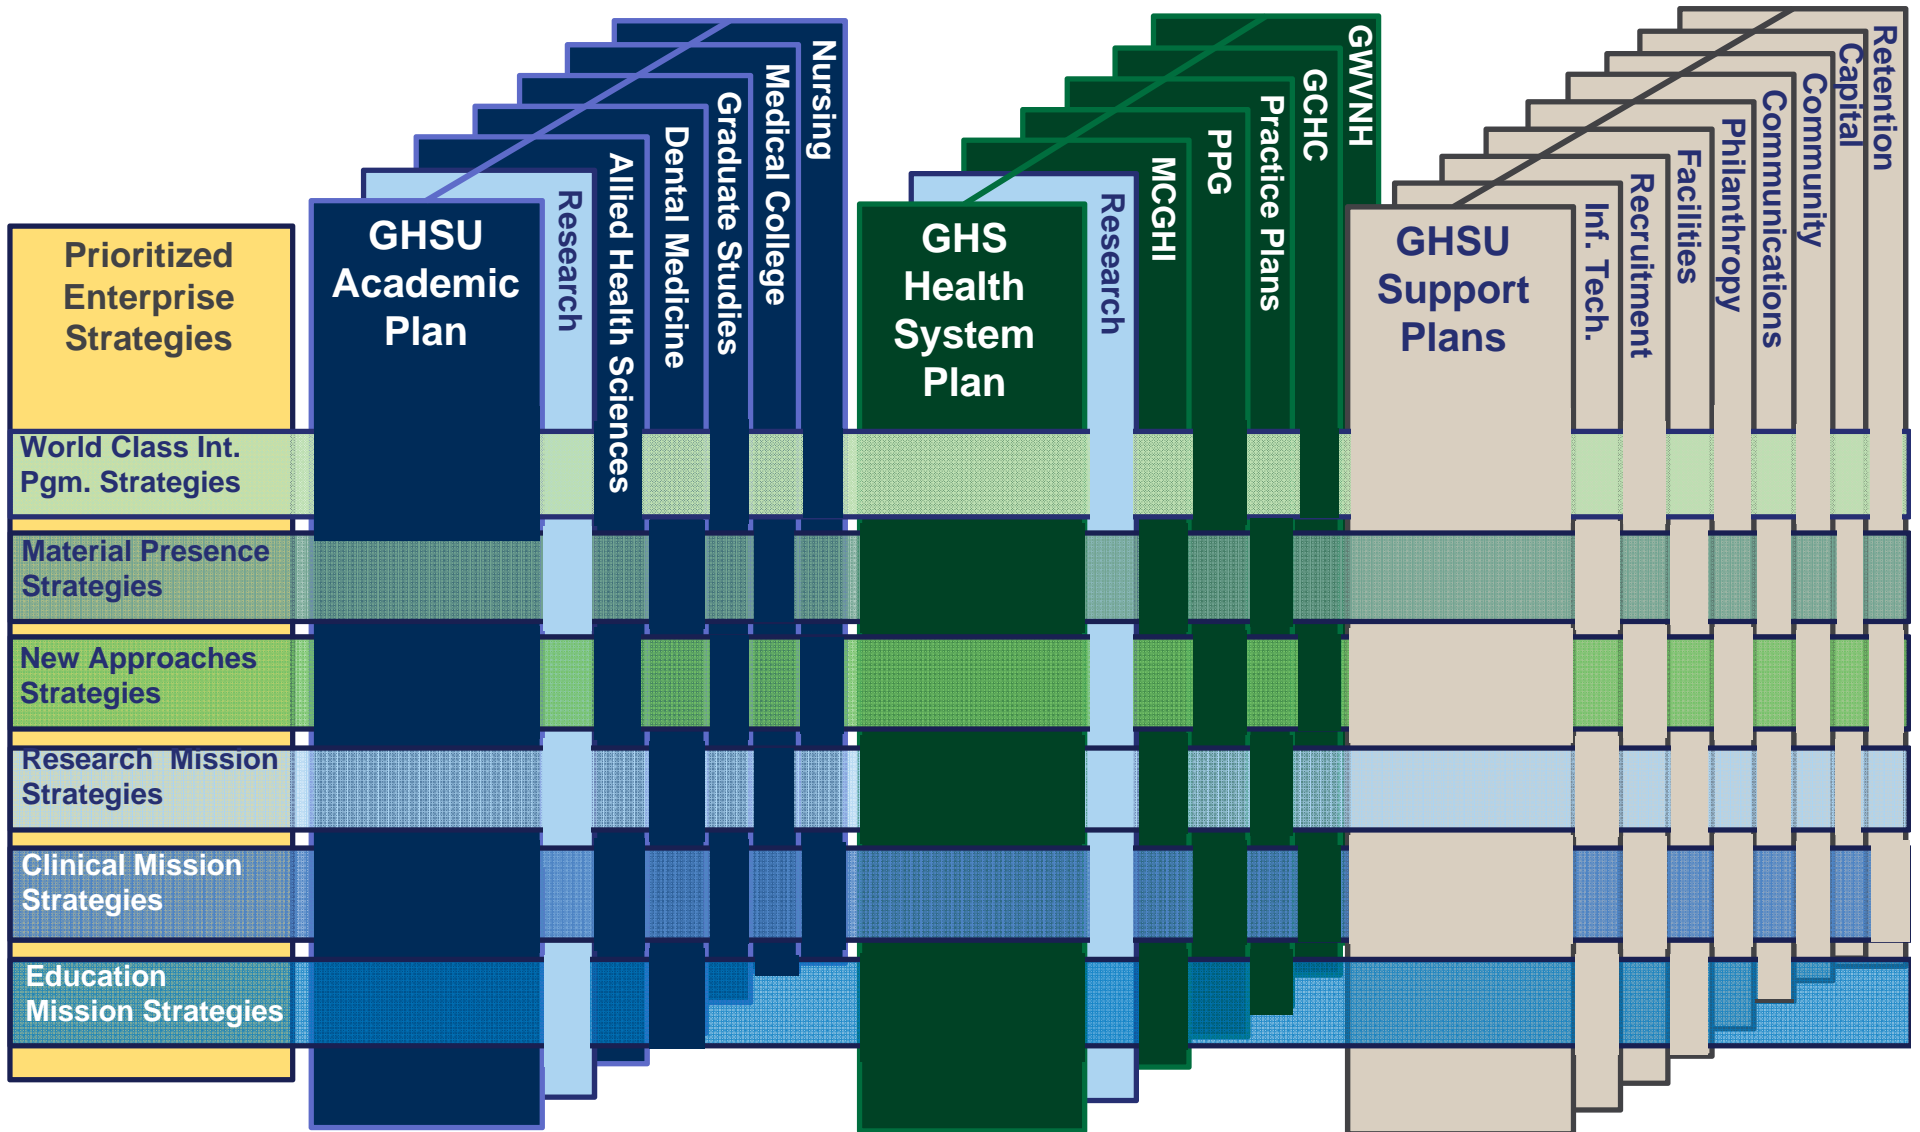 Prioritized
Enterprise
Strategies
World Class Int.
Pgm. Strategies
Material Presence
Strategies
New Approaches
Strategies
Research  Mission
Strategies
Clinical Mission
Strategies
Education
Mission Strategies
GHSU
Academic
Plan
Research
Allied Health Sciences
Dental Medicine
Graduate Studies
Medical College
Nursing
GHS
Health
System
Plan
Research
MCGHI
PPG
Practice Plans
GCHC
GWVNH
GHSU
Support
Plans
Inf. Tech.
Recruitment
Facilities
Philanthropy
Communications
Community
Capital
Retention